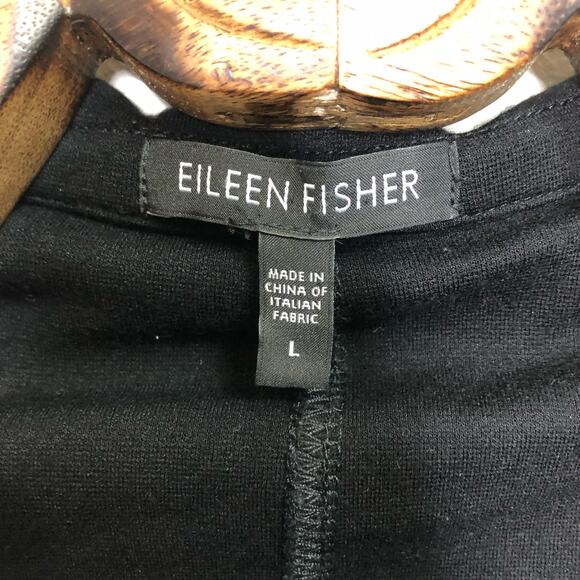 EILEEN FISHER
MADE IN
CHINA OF
ITALIAN
FABRIC
L